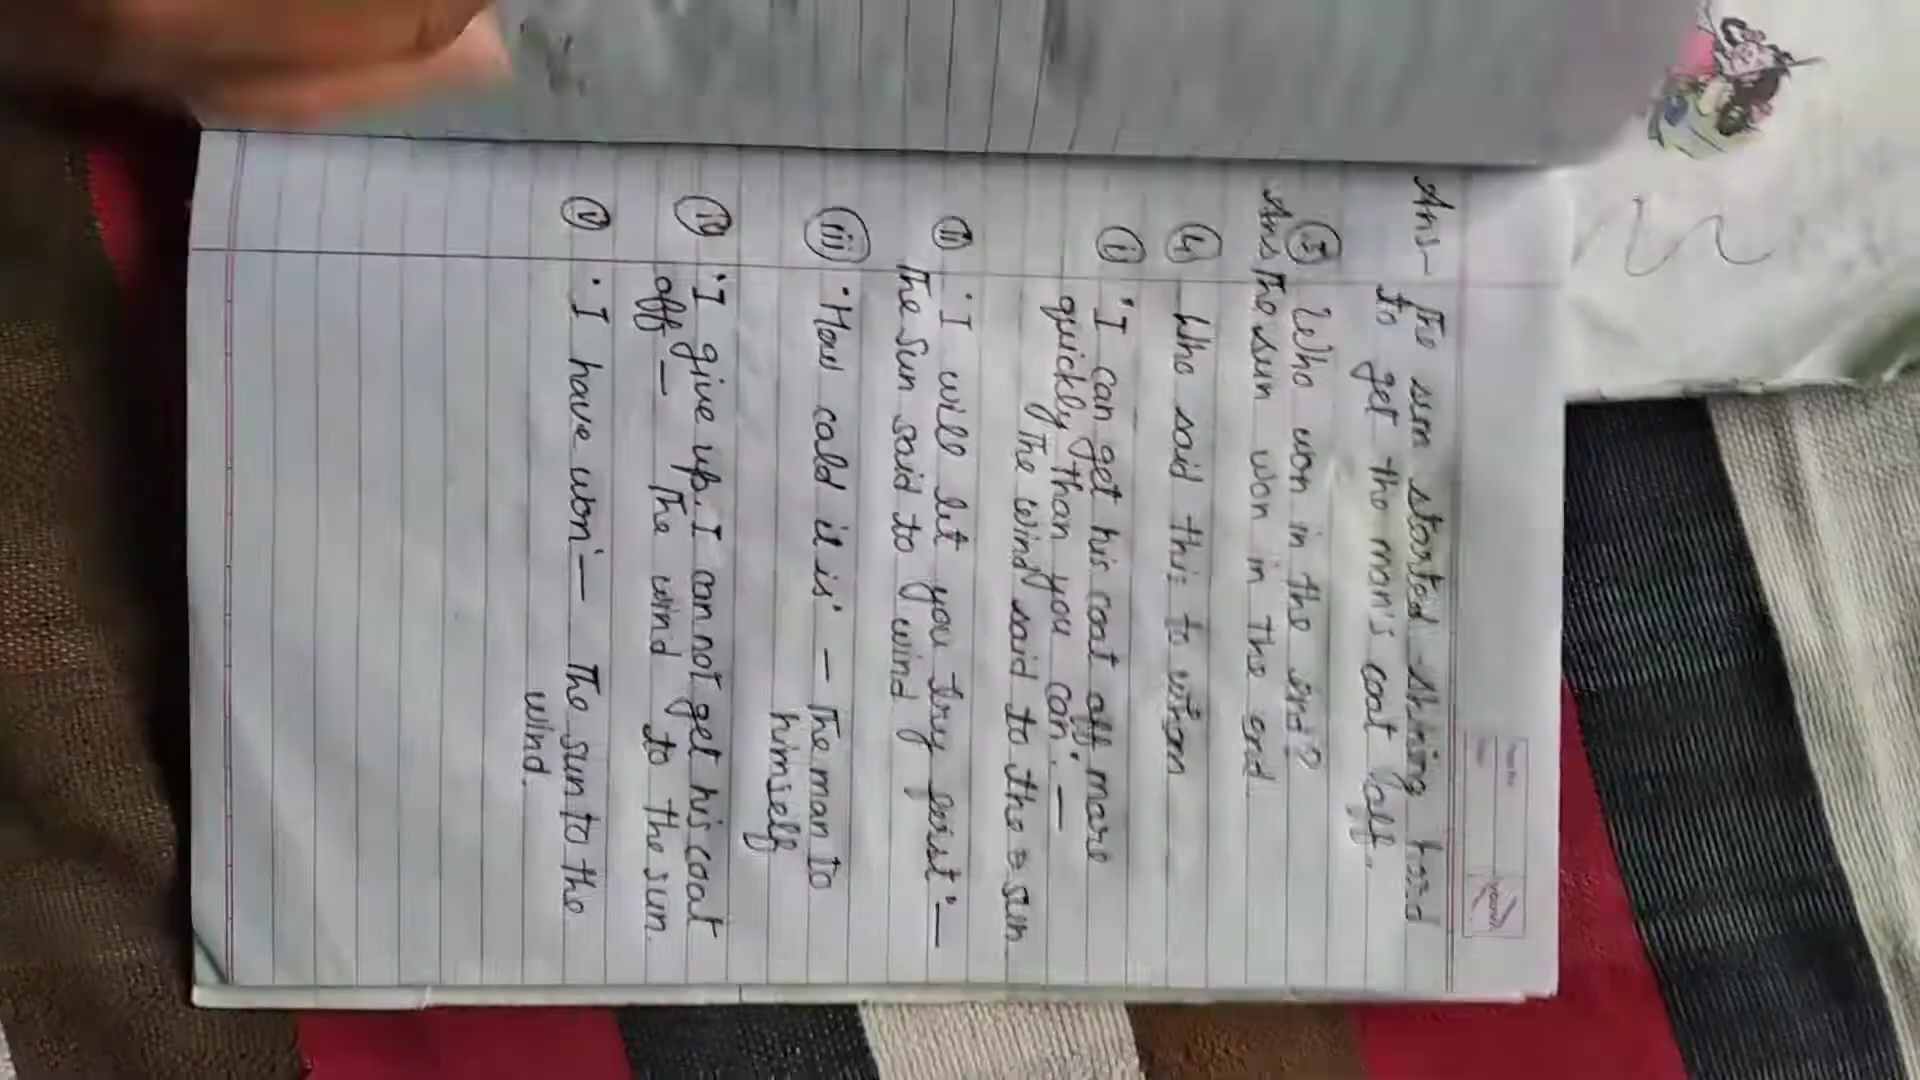 Ans- The sun started shining hard
to get the man's coat off.
③ Who won in the end?
Ans The sun won in the end.
④ Who said this to whom
① "I can get his coat off more
quickly than you can." —
The wind said to the sun
⑪ 'I will let you try first' —
The sun said to wind
⑪i 'How cold it is' — The man to
himself
ⓘv 'I give up. I cannot get his coat
off — The wind to the sun.
ⓥ 'I have won' — The sun to the
wind.